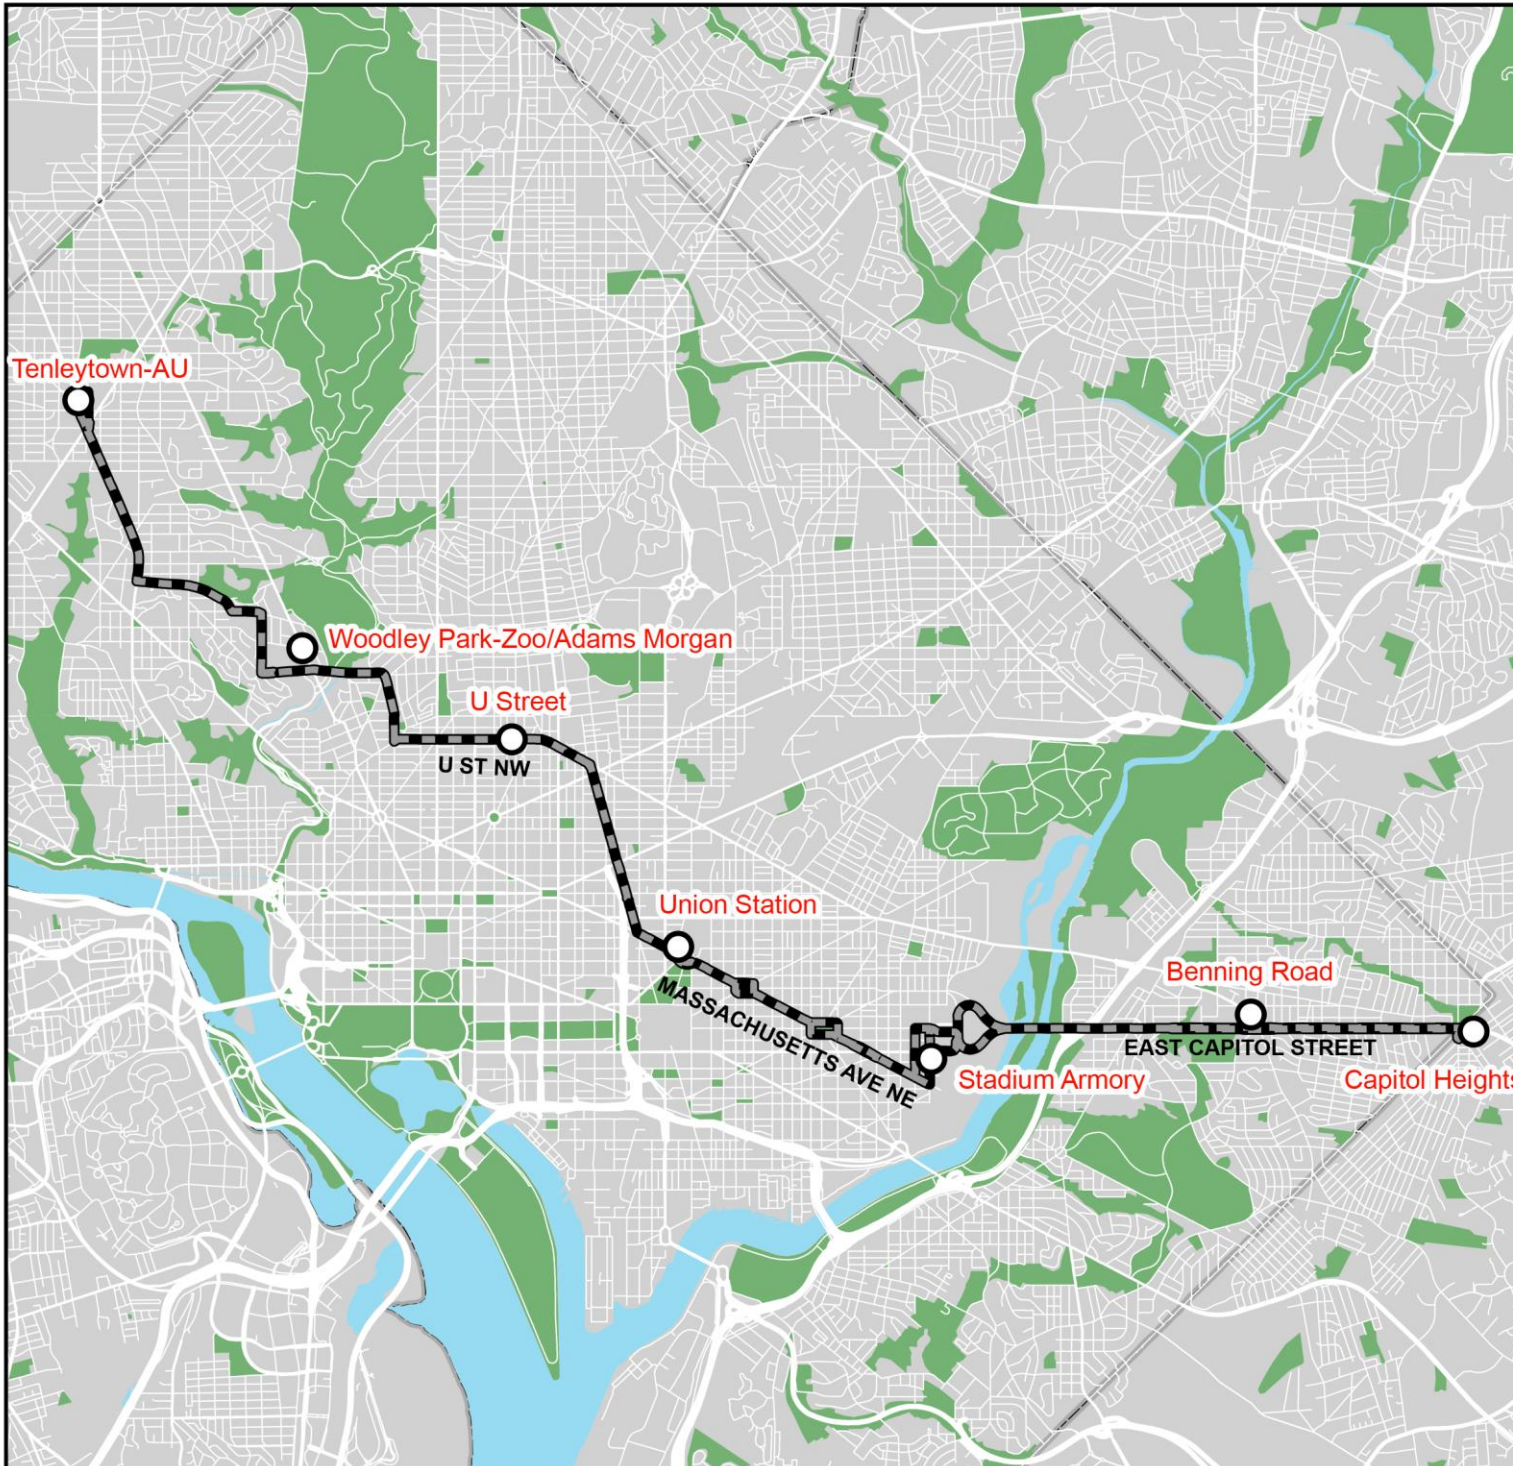 Tenleytown-AU
Woodley Park-Zoo/Adams Morgan
U Street
U ST NW
Union Station
MASSACHUSETTS AVE NE
Benning Road
EAST CAPITOL STREET
Stadium Armory
Capitol Heights